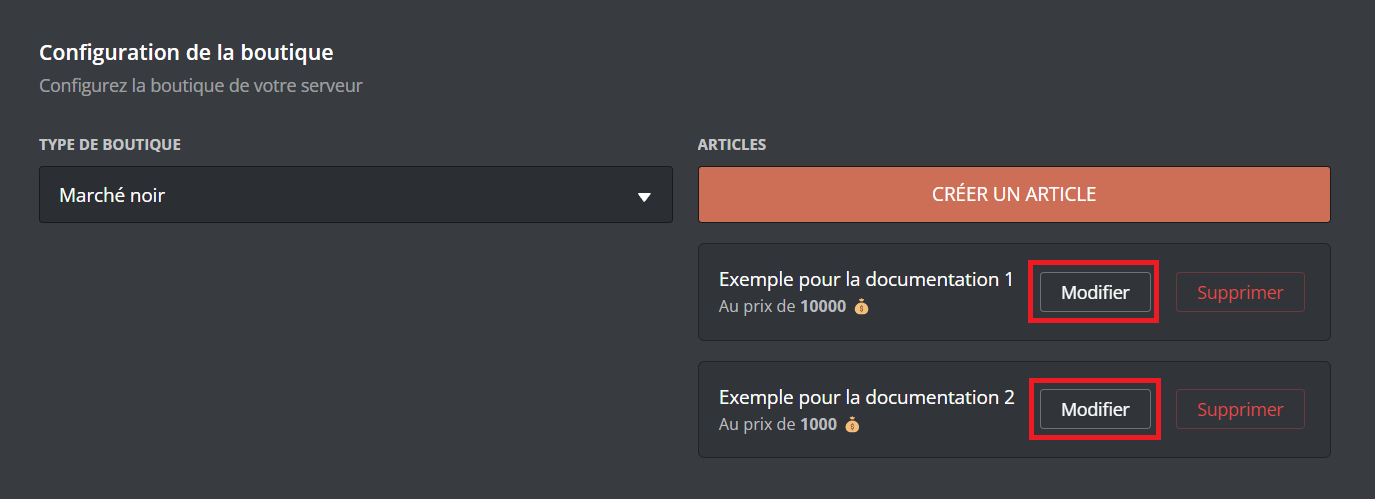 Configuration de la boutique
Configurez la boutique de votre serveur
TYPE DE BOUTIQUE
Marché noir
ARTICLES
CRÉER UN ARTICLE
Exemple pour la documentation 1
Au prix de 10000
Modifier
Supprimer
Exemple pour la documentation 2
Au prix de 1000
Modifier
Supprimer